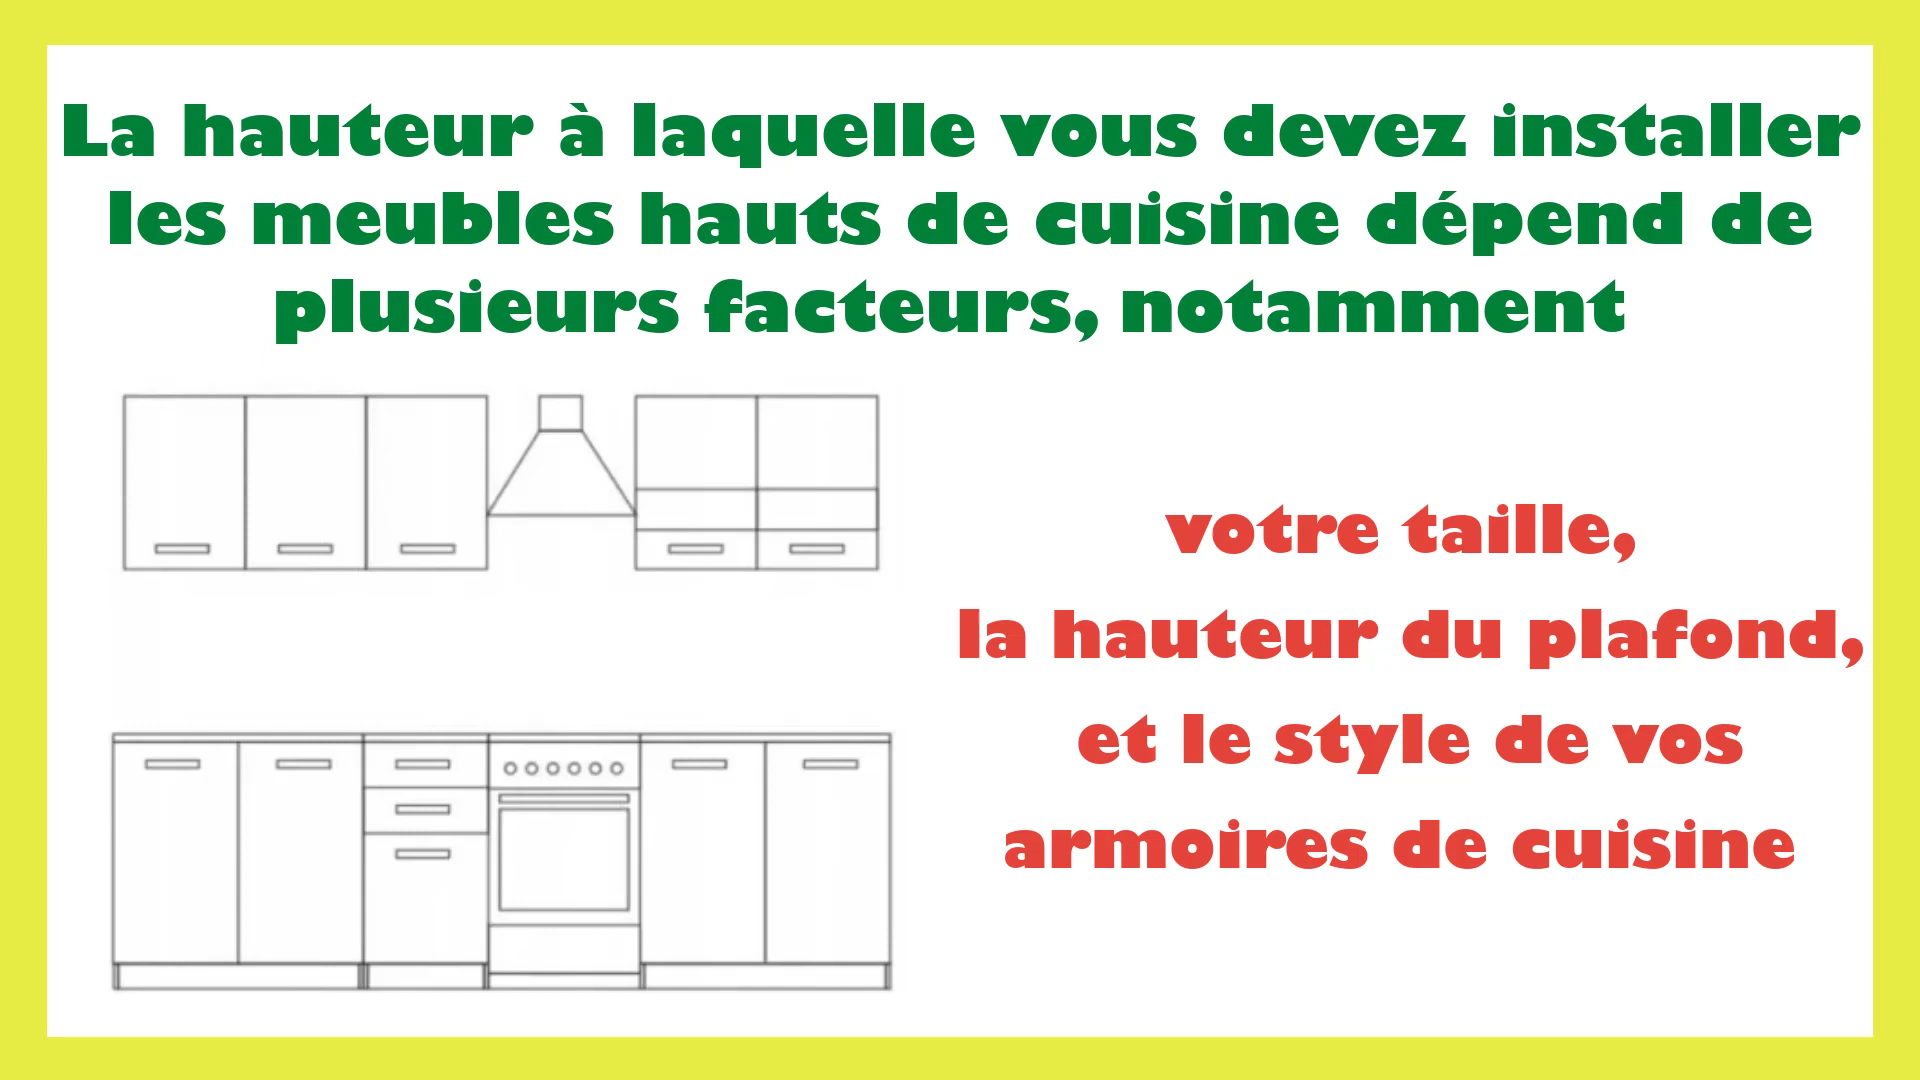 La hauteur à laquelle vous devez installer
les meubles hauts de cuisine dépend de
plusieurs facteurs, notamment
votre taille,
la hauteur du plafond,
et le style de vos
armoires de cuisine